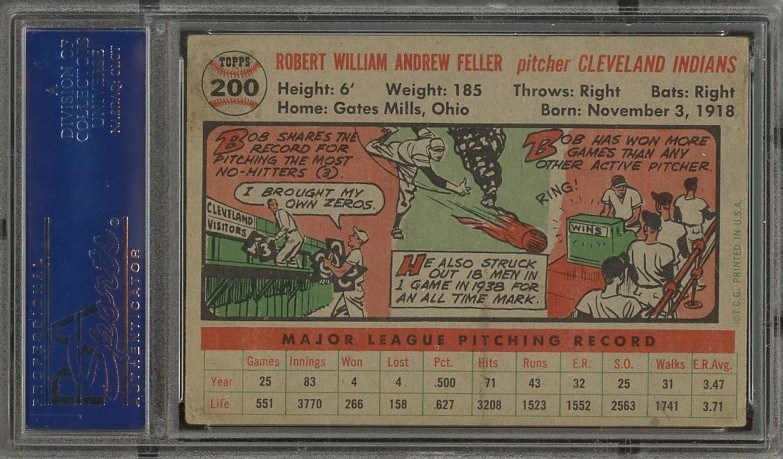 TOPPS
200
ROBERT WILLIAM ANDREW FELLER pitcher CLEVELAND INDIANS
Height: 6' Weight: 185 Throws: Right Bats: Right
Home: Gates Mills, Ohio Born: November 3, 1918
BOB SHARES THE
RECORD FOR
PITCHING THE MOST
NO-HITTERS (3).
I BROUGHT MY
OWN ZEROS.
CLEVELAND
VISITORS
HE ALSO STRUCK
OUT 18 MEN IN
1 GAME IN 1938 FOR
AN ALL TIME MARK.
BOB HAS WON MORE
GAMES THAN ANY
OTHER ACTIVE PITCHER.
RING!
WINS
©T.C.G. PRINTED IN U.S.A.
MAJOR LEAGUE PITCHING RECORD
Games Innings Won Lost Pct. Hits Runs E.R. S.O. Walks E.R.Avg.
Year 25 83 4 4 .500 71 43 32 25 31 3.47
Life 551 3770 266 158 .627 3208 1523 1552 2563 1741 3.71
A
DIVISION OF
COLLECTORS
UNIVERSE
NASDAQ: CLCT
PROFESSIONAL
PSA
Sports
AUTHENTICATOR